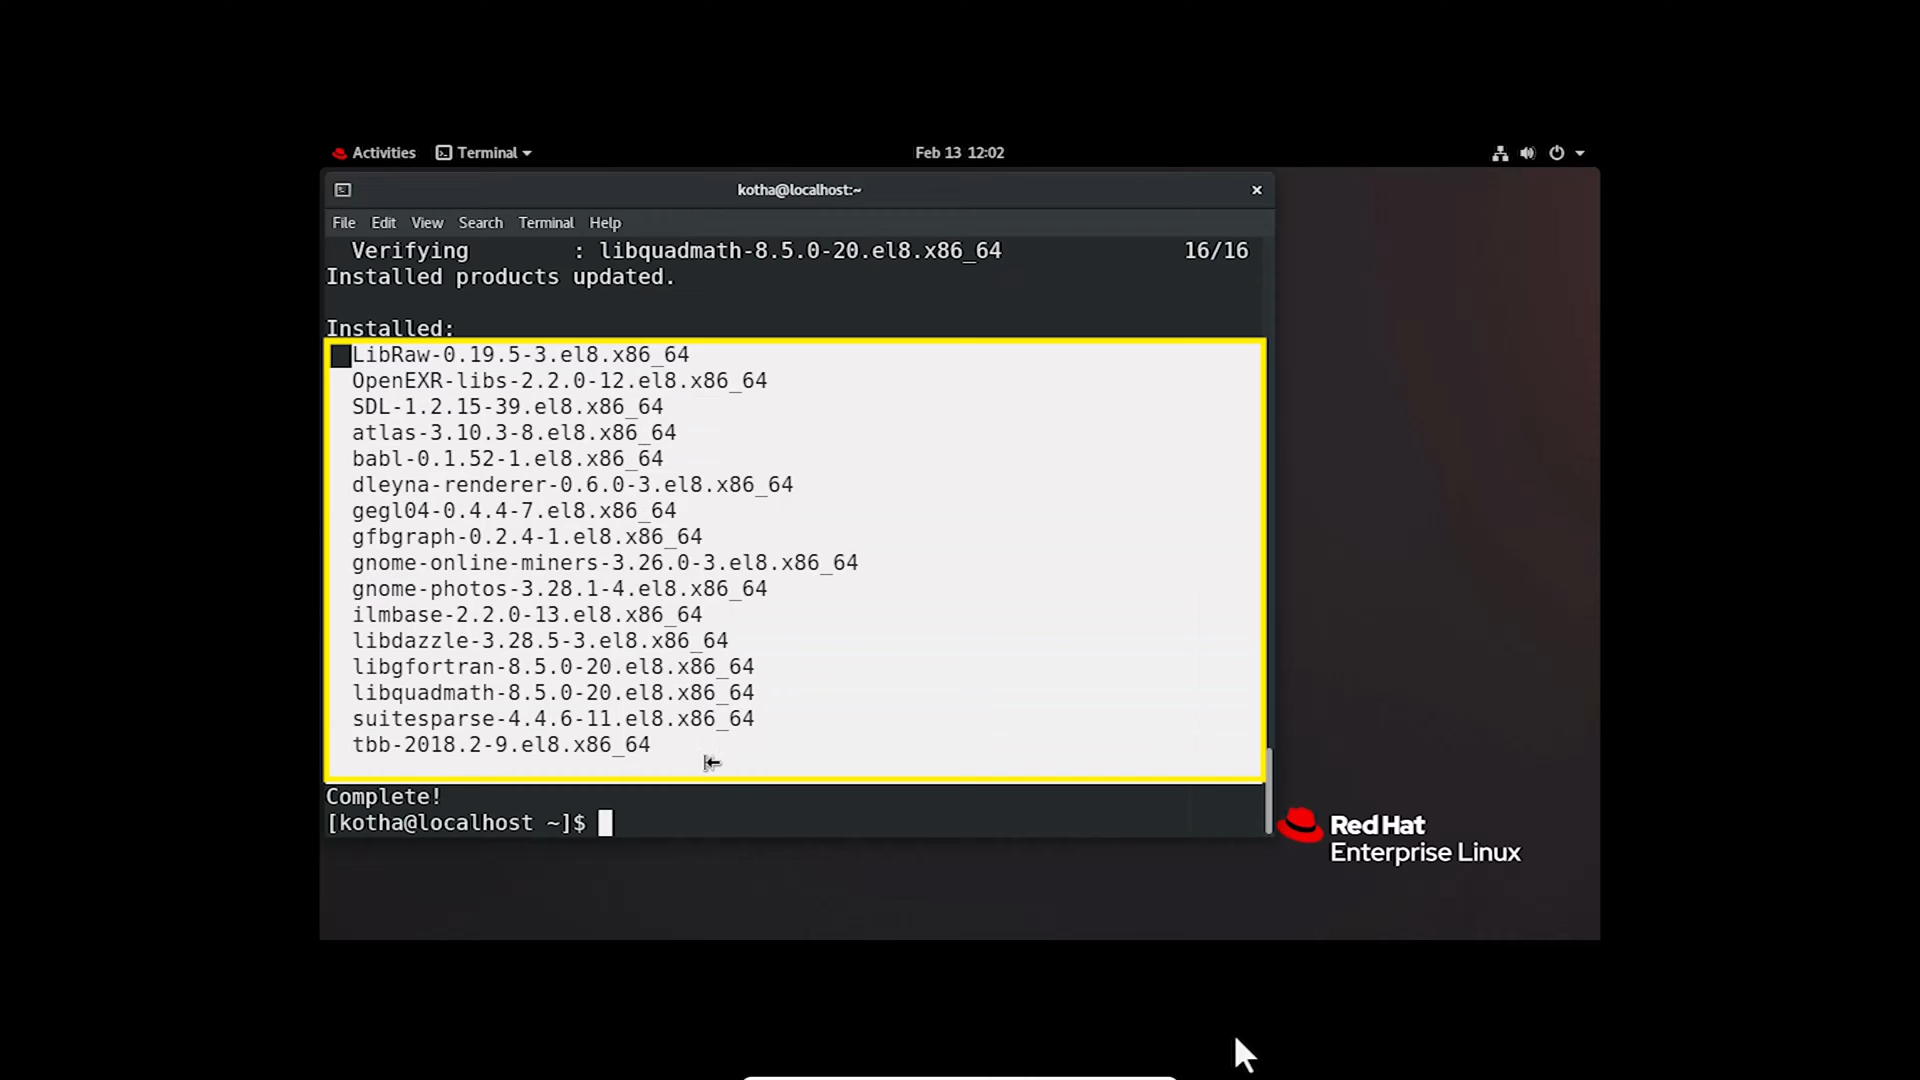 Activities Terminal Feb 13 12:02
kotha@localhost:~
File Edit View Search Terminal Help
Verifying : libquadmath-8.5.0-20.el8.x86_64 16/16
Installed products updated.
Installed:
LibRaw-0.19.5-3.el8.x86_64
OpenEXR-libs-2.2.0-12.el8.x86_64
SDL-1.2.15-39.el8.x86_64
atlas-3.10.3-8.el8.x86_64
babl-0.1.52-1.el8.x86_64
dleyna-renderer-0.6.0-3.el8.x86_64
gegl04-0.4.4-7.el8.x86_64
gfbgraph-0.2.4-1.el8.x86_64
gnome-online-miners-3.26.0-3.el8.x86_64
gnome-photos-3.28.1-4.el8.x86_64
ilmbase-2.2.0-13.el8.x86_64
libdazzle-3.28.5-3.el8.x86_64
libgfortran-8.5.0-20.el8.x86_64
libquadmath-8.5.0-20.el8.x86_64
suitesparse-4.4.6-11.el8.x86_64
tbb-2018.2-9.el8.x86_64
Complete!
[kotha@localhost ~]$
Red Hat
Enterprise Linux